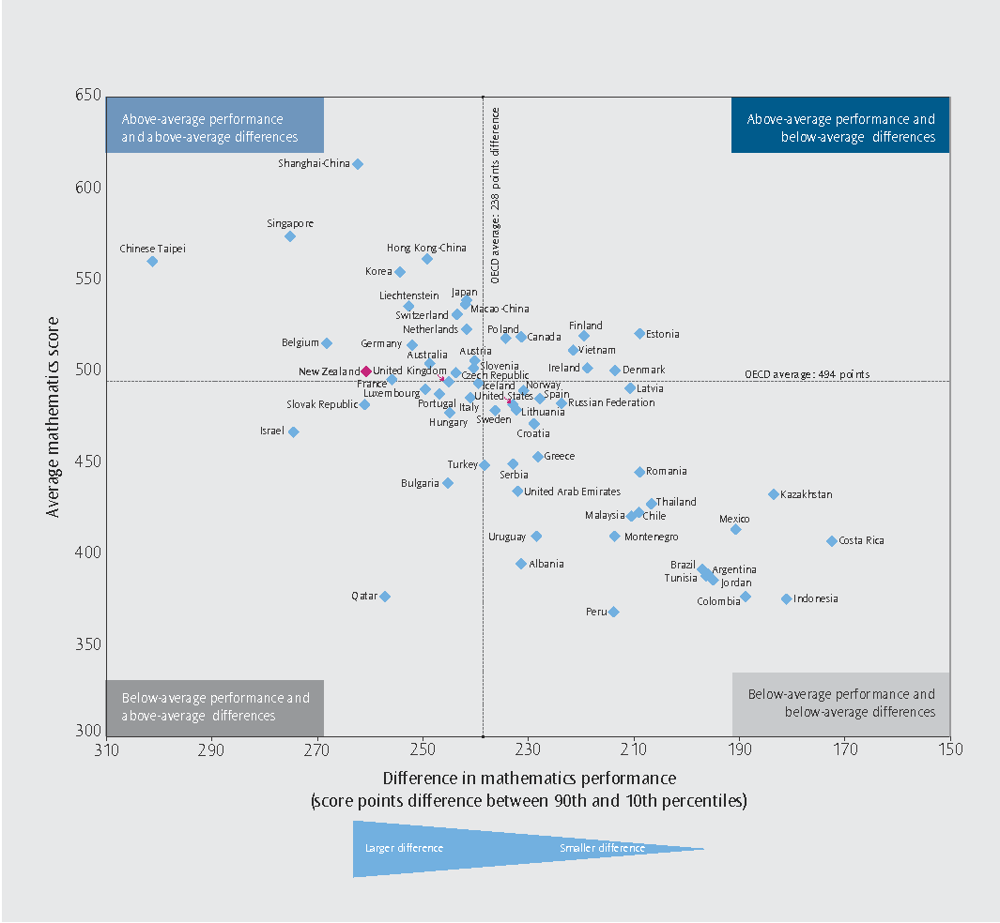 650
Above-average performance
and above-average differences
Above-average performance and
below-average differences
OECD average: 238 points difference
Shanghai-China
600
Singapore
Chinese Taipei
Hong Kong-China
550
Korea
Liechtenstein
Japan
Macao-China
Switzerland
Netherlands
Poland
Canada
Finland
Estonia
Belgium
Germany
Vietnam
Australia
Austria
Slovenia
Ireland
Denmark
500
New Zealand
United Kingdom
Czech Republic
OECD average: 494 points
France
Iceland
Norway
Latvia
Luxembourg
United States
Spain
Slovak Republic
Portugal
Italy
Russian Federation
Hungary
Sweden
Lithuania
Croatia
Israel
450
Greece
Turkey
Serbia
Romania
Bulgaria
United Arab Emirates
Kazakhstan
Thailand
Malaysia
Chile
Mexico
Uruguay
Montenegro
Costa Rica
400
Albania
Brazil
Argentina
Tunisia
Jordan
Qatar
Colombia
Indonesia
Peru
350
Below-average performance and
above-average differences
Below-average performance and
below-average differences
300
310 290 270 250 230 210 190 170 150
Average mathematics score
Difference in mathematics performance
(score points difference between 90th and 10th percentiles)
Larger difference
Smaller difference